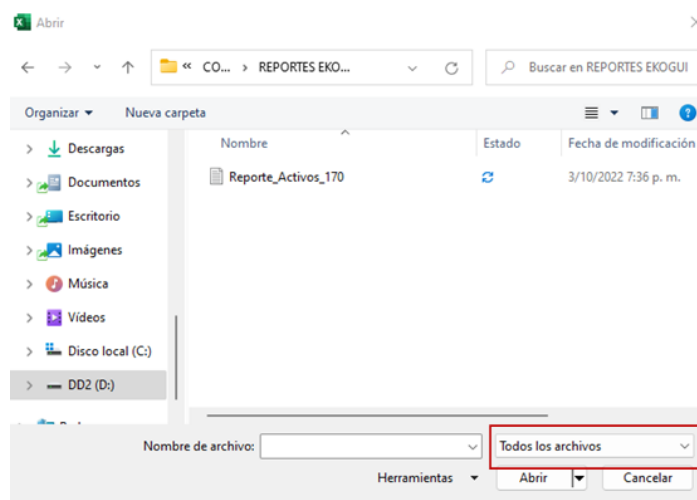 Abrir
« CO... › REPORTES EKO...
Buscar en REPORTES EKOGUI
Organizar
Nueva carpeta
Nombre
Estado
Fecha de modificación
Descargas
Documentos
Escritorio
Imágenes
Música
Vídeos
Disco local (C:)
DD2 (D:)
Reporte_Activos_170
3/10/2022 7:36 p. m.
Nombre de archivo:
Todos los archivos
Herramientas
Abrir
Cancelar